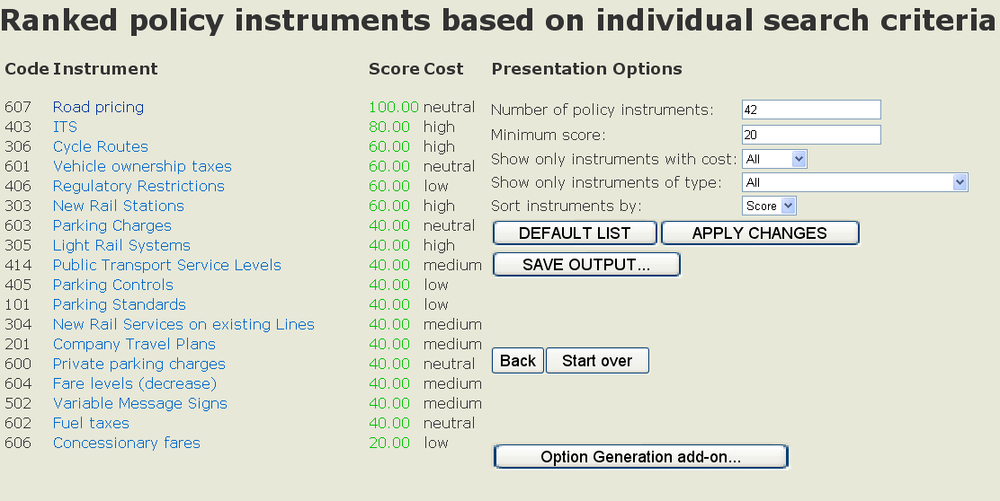 Ranked policy instruments based on individual search criteria
Code Instrument Score Cost
607 Road pricing 100.00 neutral
403 ITS 80.00 high
306 Cycle Routes 60.00 high
601 Vehicle ownership taxes 60.00 neutral
406 Regulatory Restrictions 60.00 low
303 New Rail Stations 60.00 high
603 Parking Charges 40.00 neutral
305 Light Rail Systems 40.00 high
414 Public Transport Service Levels 40.00 medium
405 Parking Controls 40.00 low
101 Parking Standards 40.00 low
304 New Rail Services on existing Lines 40.00 medium
201 Company Travel Plans 40.00 medium
600 Private parking charges 40.00 neutral
604 Fare levels (decrease) 40.00 medium
502 Variable Message Signs 40.00 medium
602 Fuel taxes 40.00 neutral
606 Concessionary fares 20.00 low
Presentation Options
Number of policy instruments: 42
Minimum score: 20
Show only instruments with cost: All
Show only instruments of type: All
Sort instruments by: Score
DEFAULT LIST APPLY CHANGES
SAVE OUTPUT...
Back Start over
Option Generation add-on...